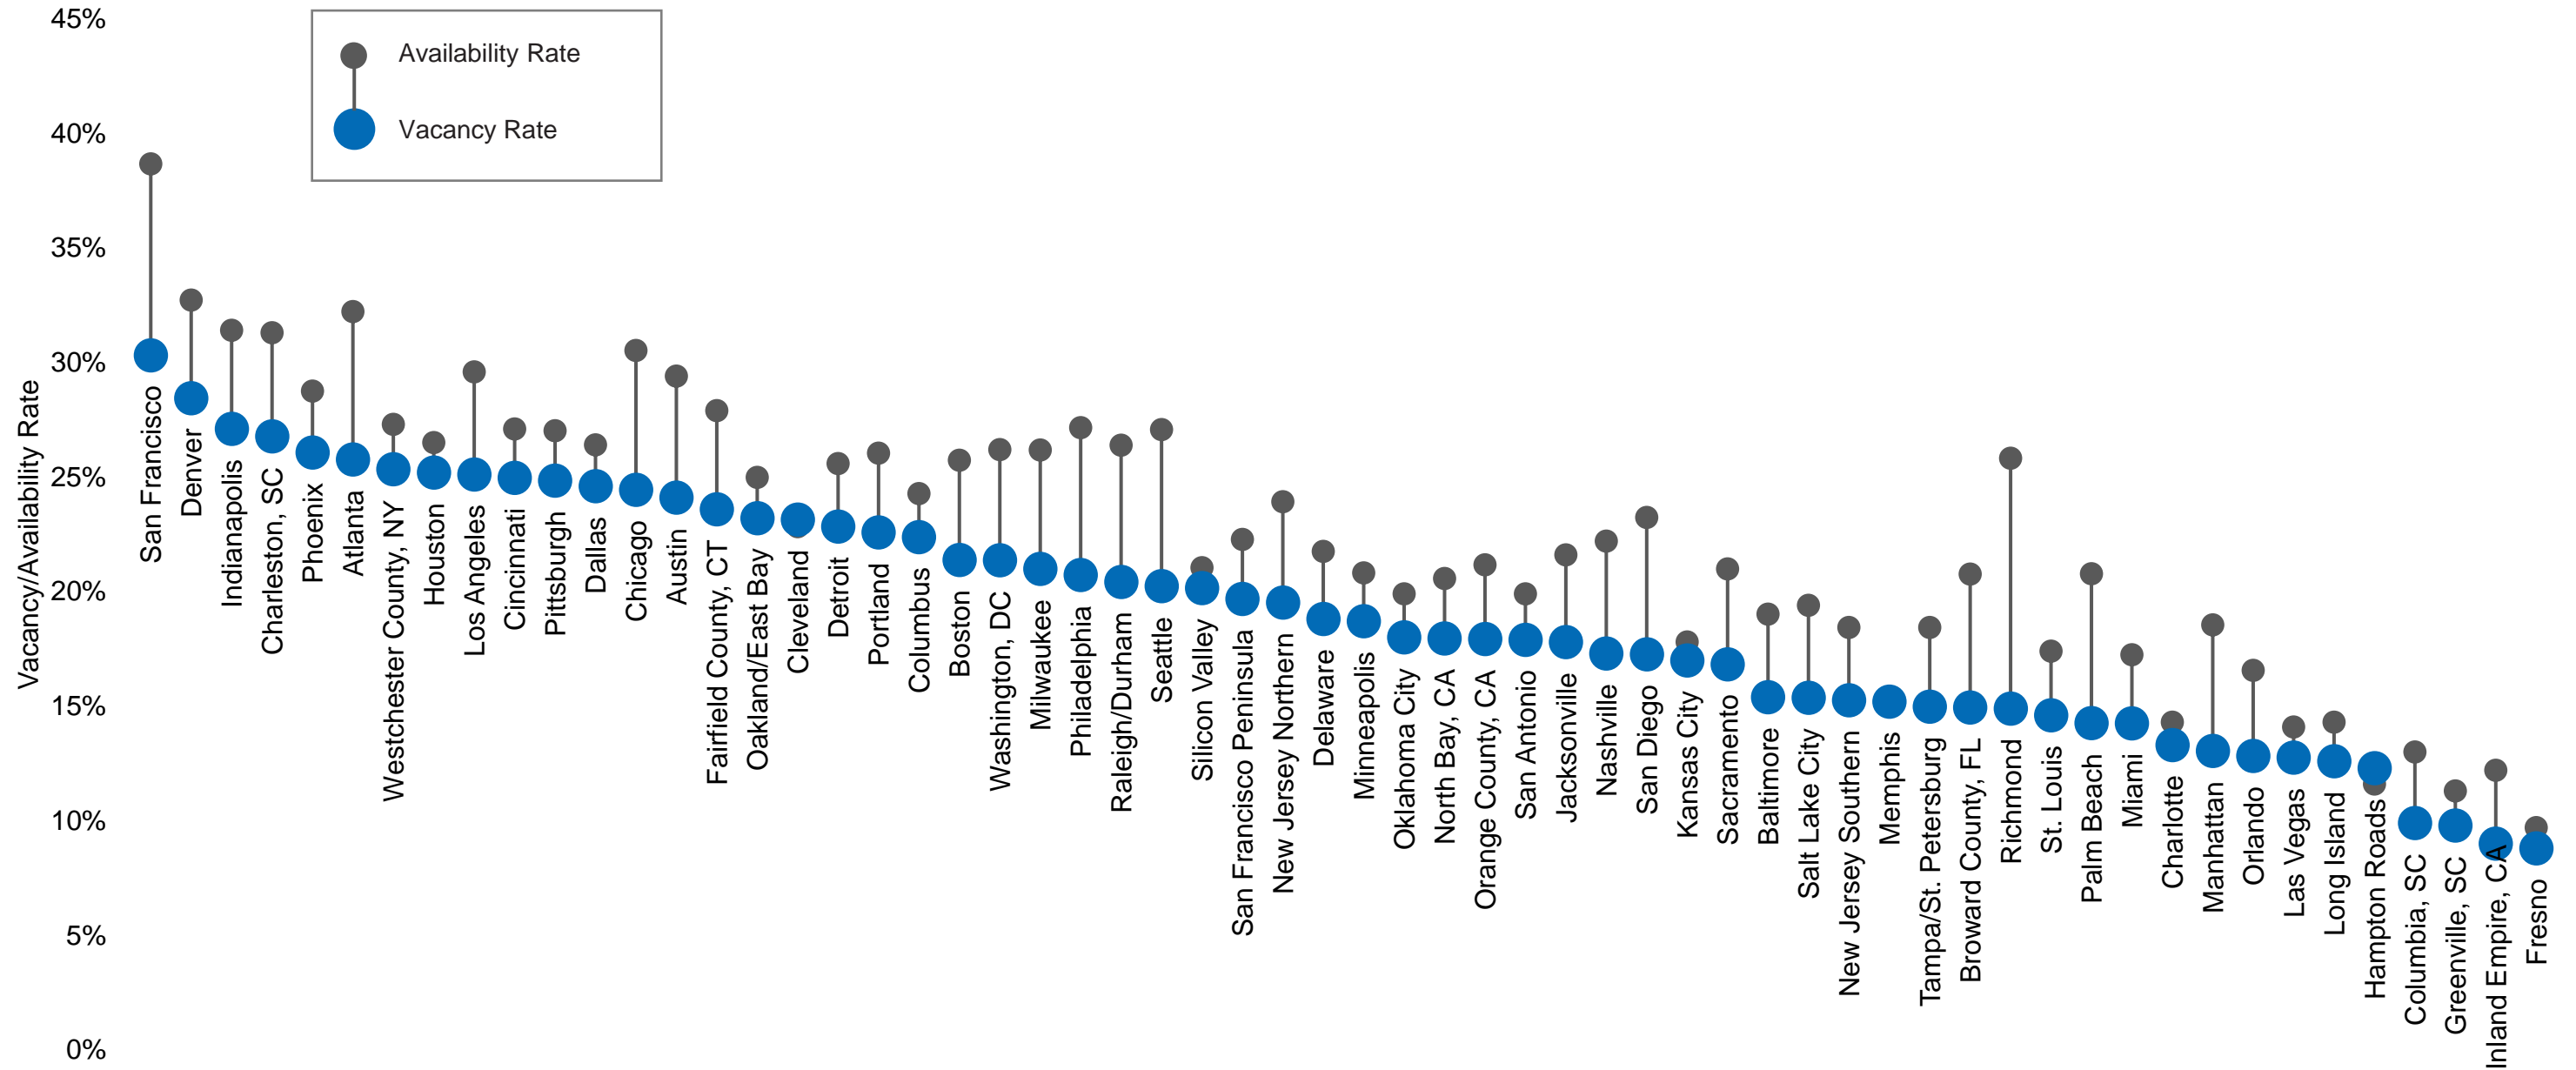 45%
40%
35%
30%
25%
20%
15%
10%
5%
0%
Vacancy/Availability Rate
Availability Rate
Vacancy Rate
San Francisco
Denver
Indianapolis
Charleston, SC
Phoenix
Atlanta
Westchester County, NY
Houston
Los Angeles
Cincinnati
Pittsburgh
Dallas
Chicago
Austin
Fairfield County, CT
Oakland/East Bay
Cleveland
Detroit
Portland
Columbus
Boston
Washington, DC
Milwaukee
Philadelphia
Raleigh/Durham
Seattle
Silicon Valley
San Francisco Peninsula
New Jersey Northern
Delaware
Minneapolis
Oklahoma City
North Bay, CA
Orange County, CA
San Antonio
Jacksonville
Nashville
San Diego
Kansas City
Sacramento
Baltimore
Salt Lake City
New Jersey Southern
Memphis
Tampa/St. Petersburg
Broward County, FL
Richmond
St. Louis
Palm Beach
Miami
Charlotte
Manhattan
Orlando
Las Vegas
Long Island
Hampton Roads
Columbia, SC
Greenville, SC
Inland Empire, CA
Fresno